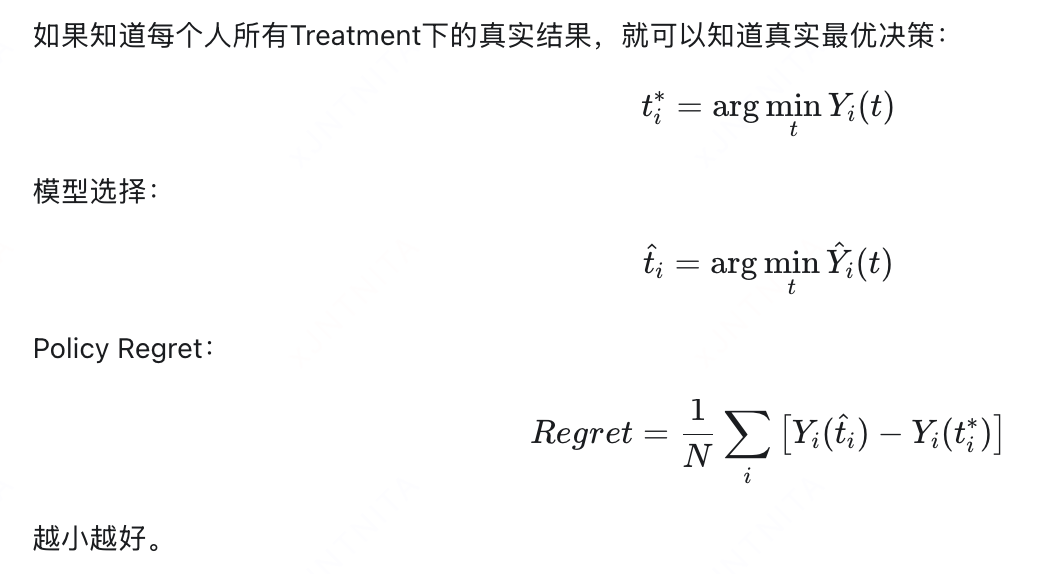 如果知道每个人所有Treatment下的真实结果，就可以知道真实最优决策：
$t_i^* = \arg\min_t Y_i(t)$
模型选择：
$\hat{t}_i = \arg\min_t \hat{Y}_i(t)$
Policy Regret：
$Regret = \frac{1}{N} \sum_i \left[ Y_i(\hat{t}_i) - Y_i(t_i^*) \right]$
越小越好。